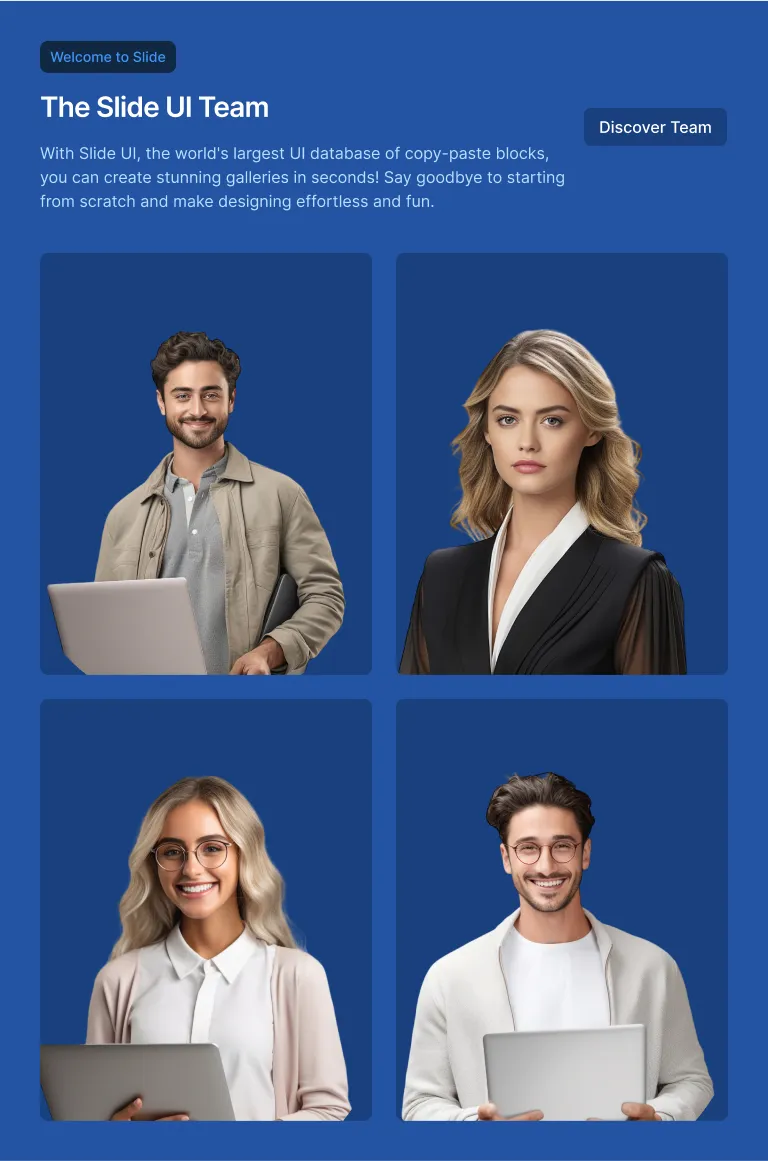 Welcome to Slide
The Slide UI Team
Discover Team
With Slide UI, the world's largest UI database of copy-paste blocks,
you can create stunning galleries in seconds! Say goodbye to starting
from scratch and make designing effortless and fun.